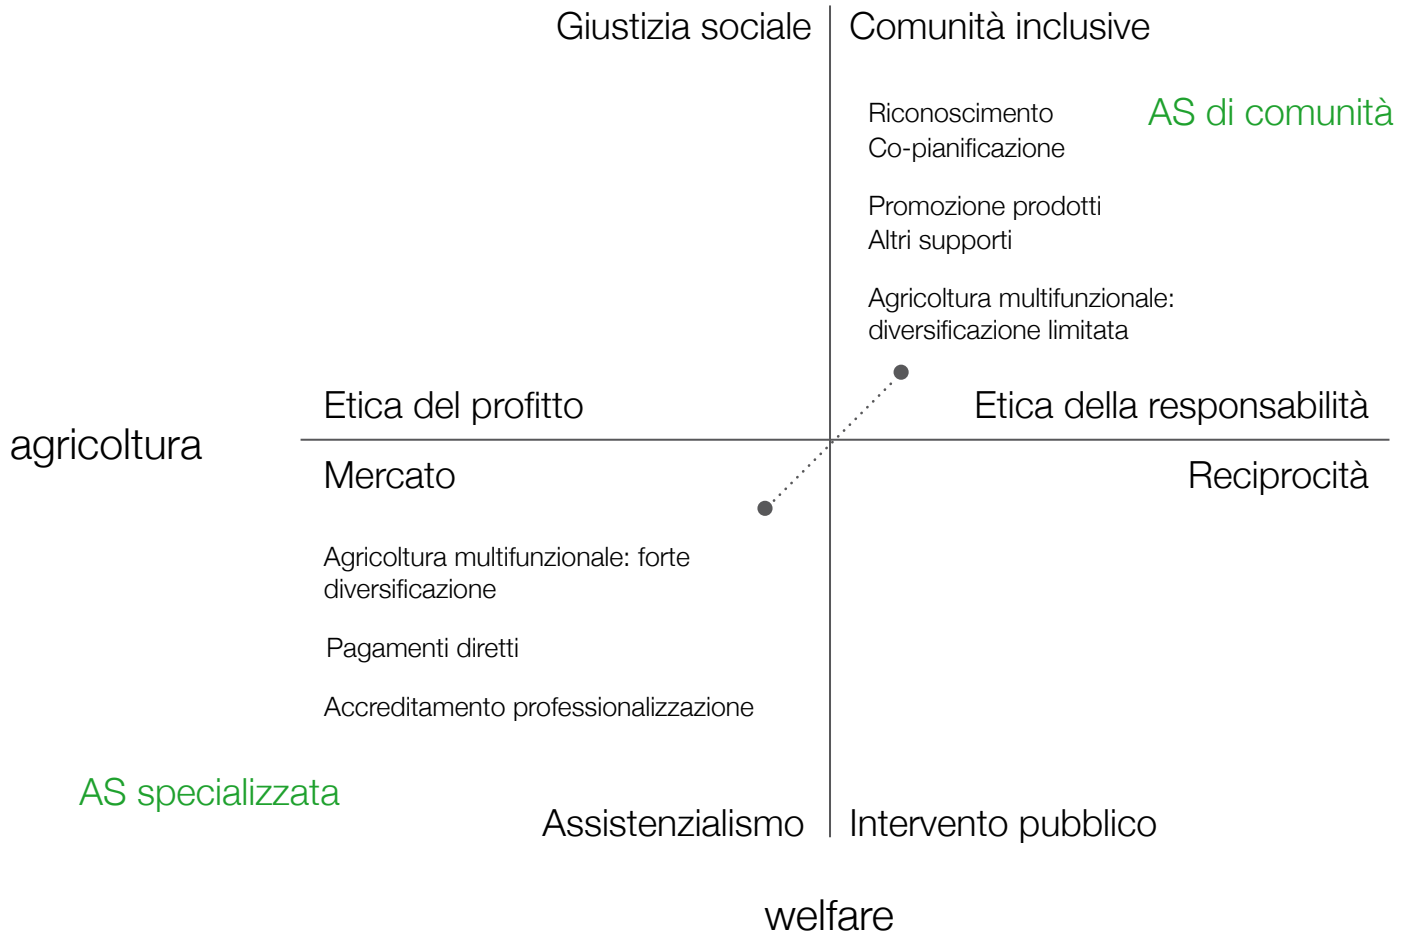 Giustizia sociale
Comunità inclusive
Riconoscimento
Co-pianificazione
AS di comunità
Promozione prodotti
Altri supporti
Agricoltura multifunzionale:
diversificazione limitata
Etica del profitto
Etica della responsabilità
agricoltura
Mercato
Reciprocità
Agricoltura multifunzionale: forte
diversificazione
Pagamenti diretti
Accreditamento professionalizzazione
AS specializzata
Assistenzialismo
Intervento pubblico
welfare